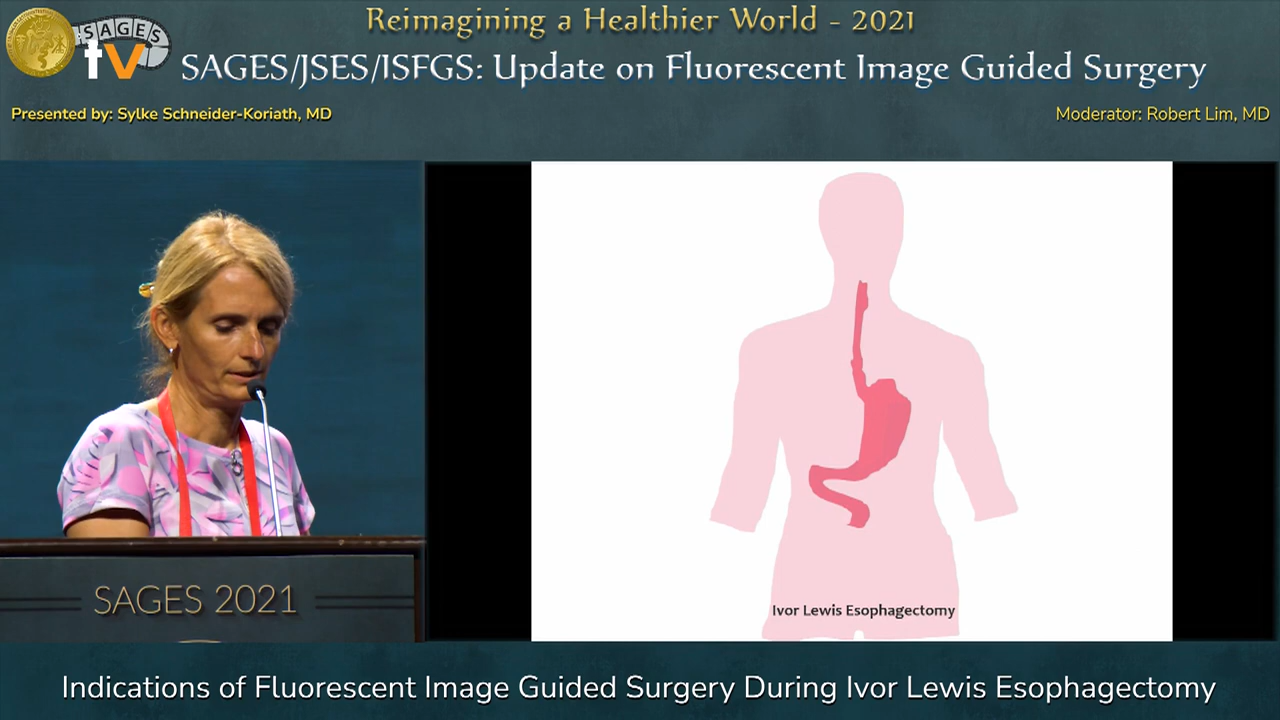 Reimagining a Healthier World - 2021
SAGES
tv
SAGES/JSES/ISFGS: Update on Fluorescent Image Guided Surgery
Presented by: Sylke Schneider-Koriath, MD
Moderator: Robert Lim, MD
SAGES 2021
Ivor Lewis Esophagectomy
Indications of Fluorescent Image Guided Surgery During Ivor Lewis Esophagectomy